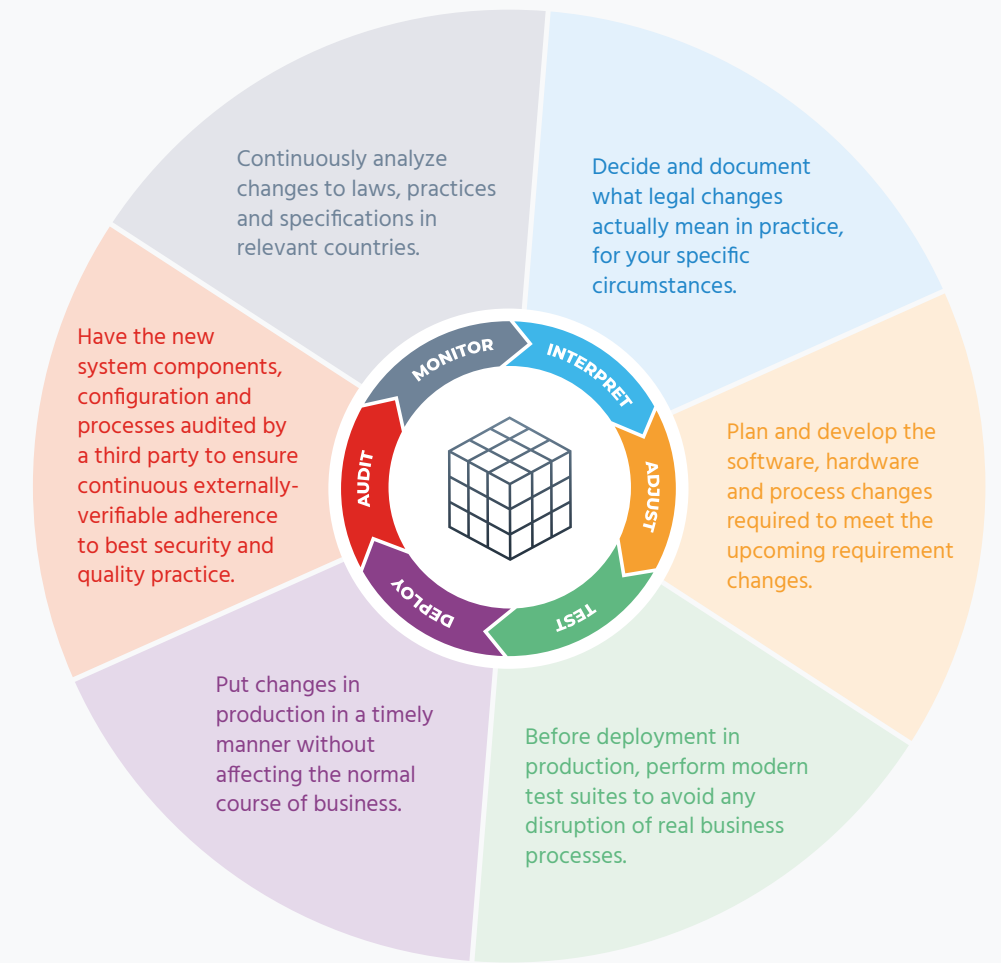 Continuously analyze
changes to laws, practices
and specifications in
relevant countries.
Decide and document
what legal changes
actually mean in practice,
for your specific
circumstances.
Plan and develop the
software, hardware
and process changes
required to meet the
upcoming requirement
changes.
Before deployment in
production, perform modern
test suites to avoid any
disruption of real business
processes.
Put changes in
production in a timely
manner without
affecting the normal
course of business.
Have the new
system components,
configuration and
processes audited by
a third party to ensure
continuous externally-
verifiable adherence
to best security and
quality practice.
MONITOR
INTERPRET
ADJUST
TEST
DEPLOY
AUDIT